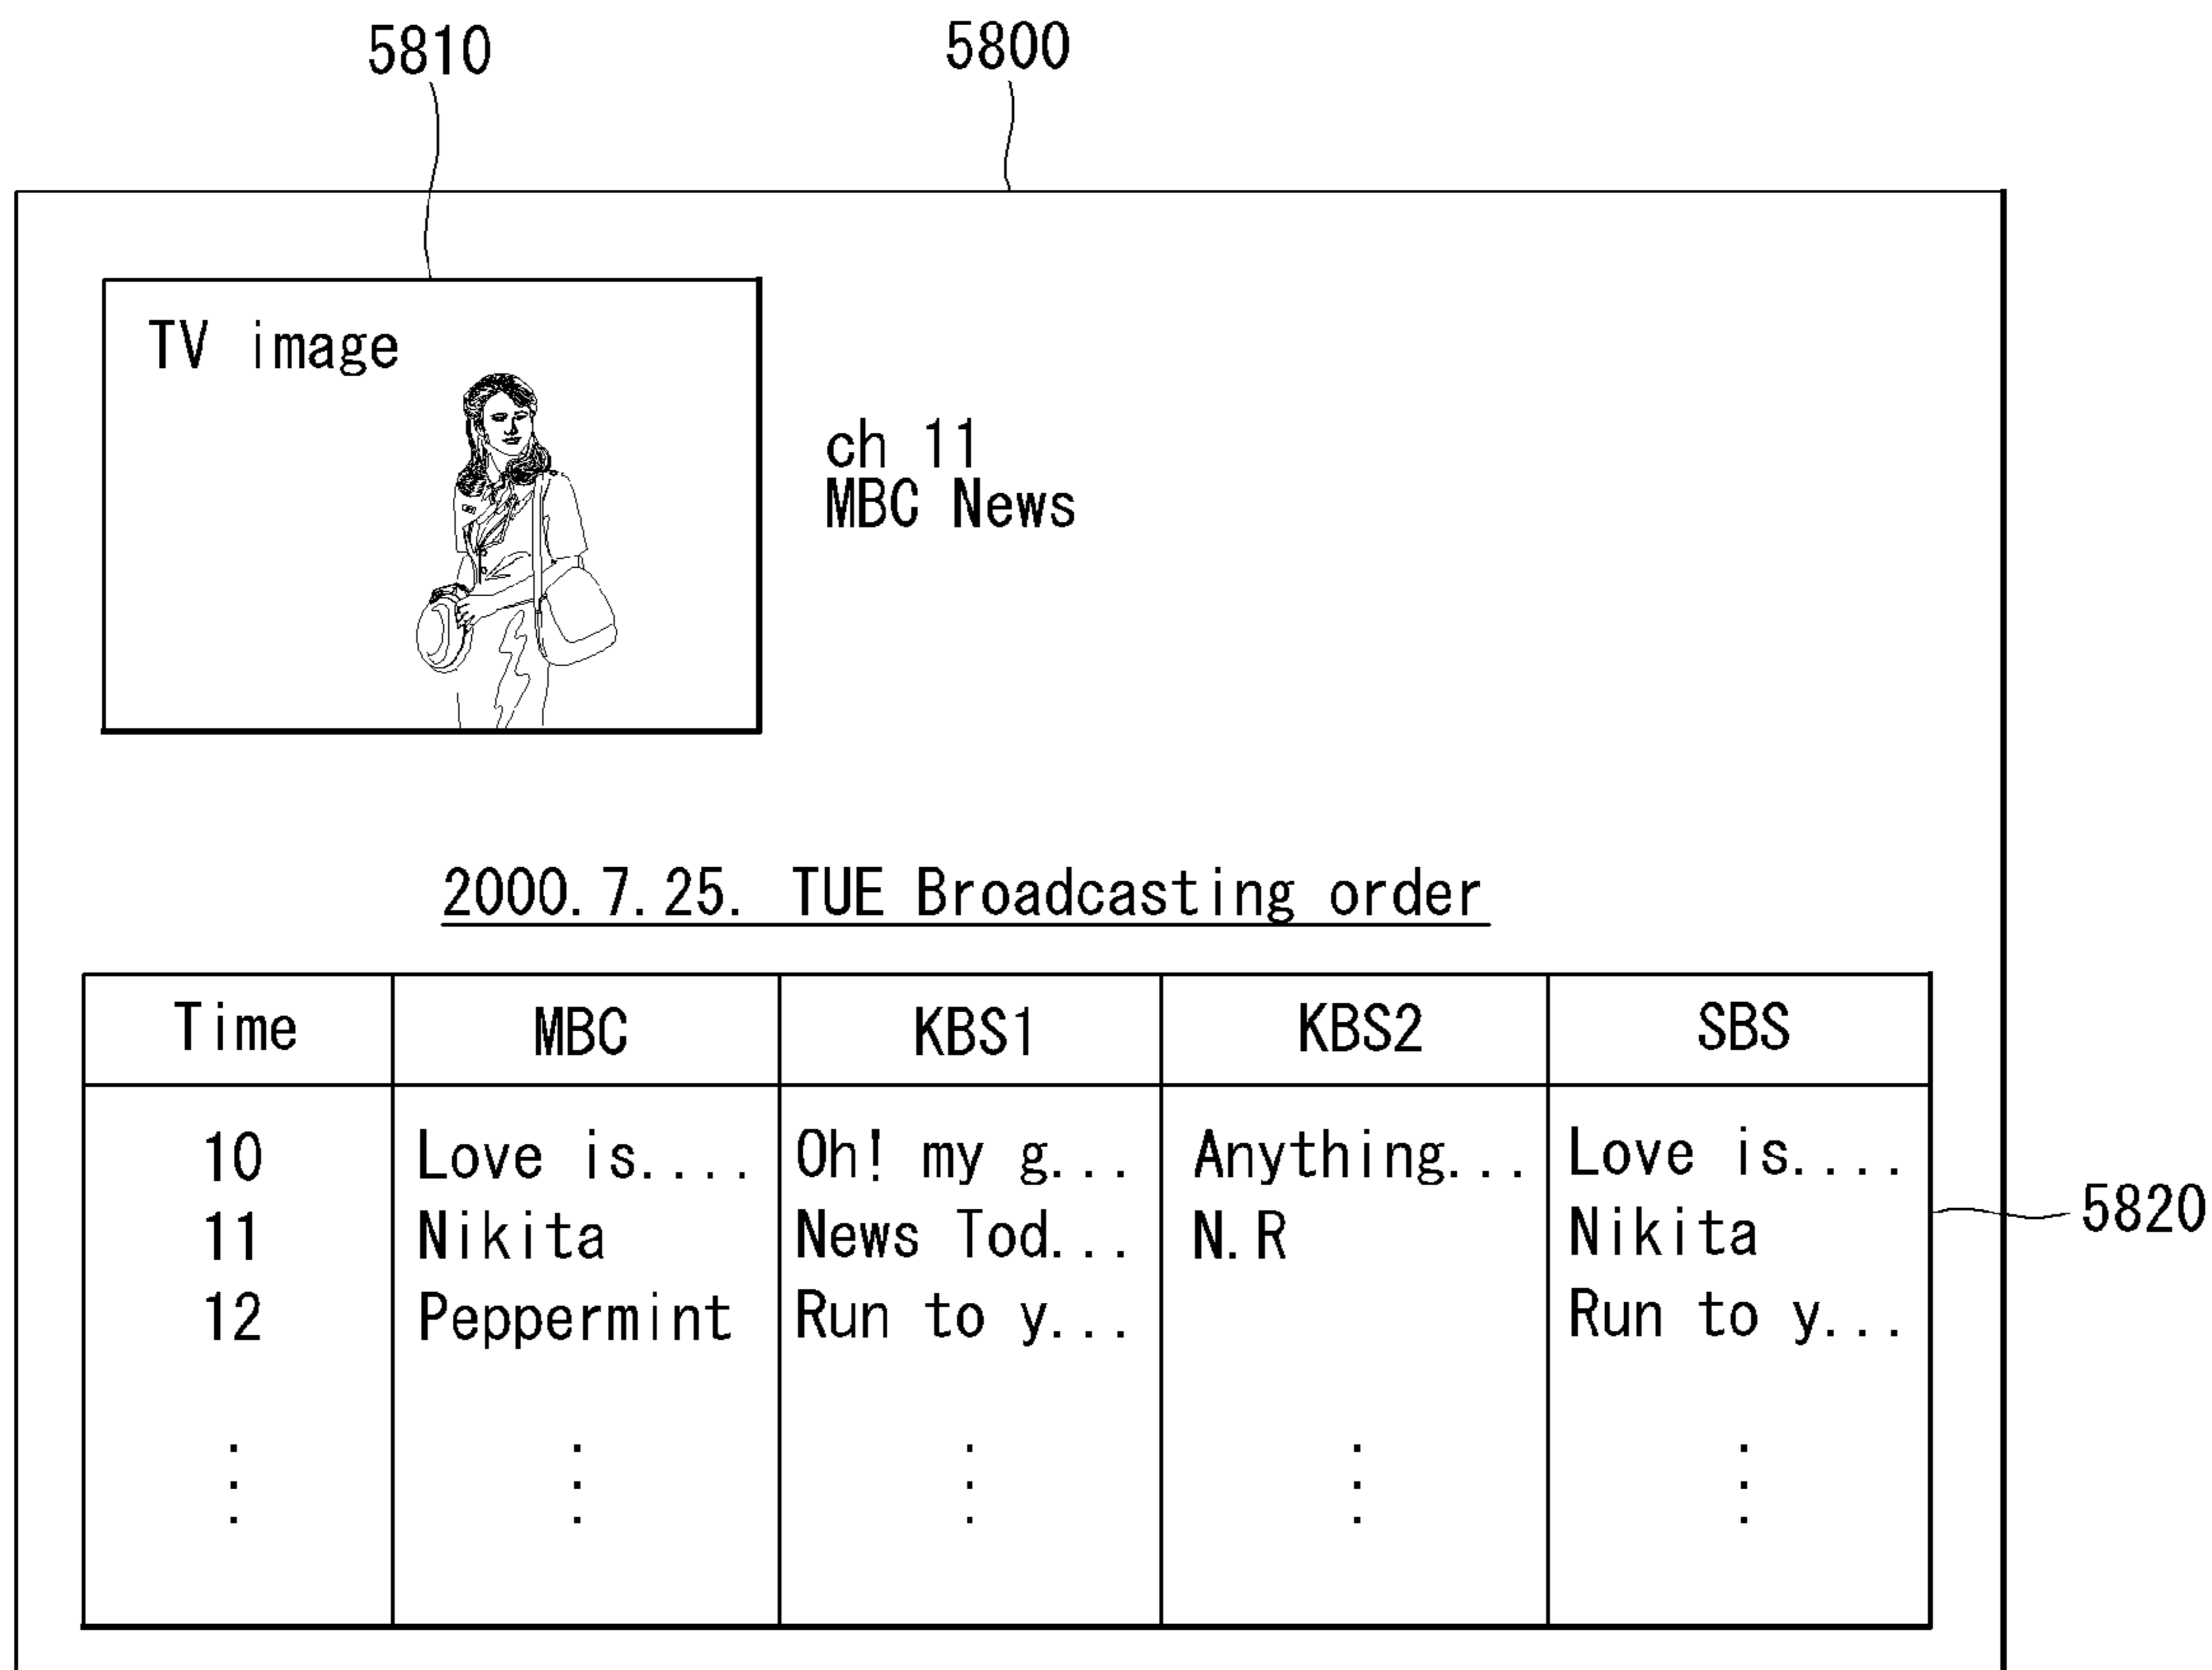 5810 5800
TV image
ch 11
MBC News
2000.7.25. TUE Broadcasting order
Time MBC KBS1 KBS2 SBS
10 Love is.... Oh! my g... Anything... Love is....
11 Nikita News Tod... N.R Nikita
5820
12 Peppermint Run to y... Run to y...